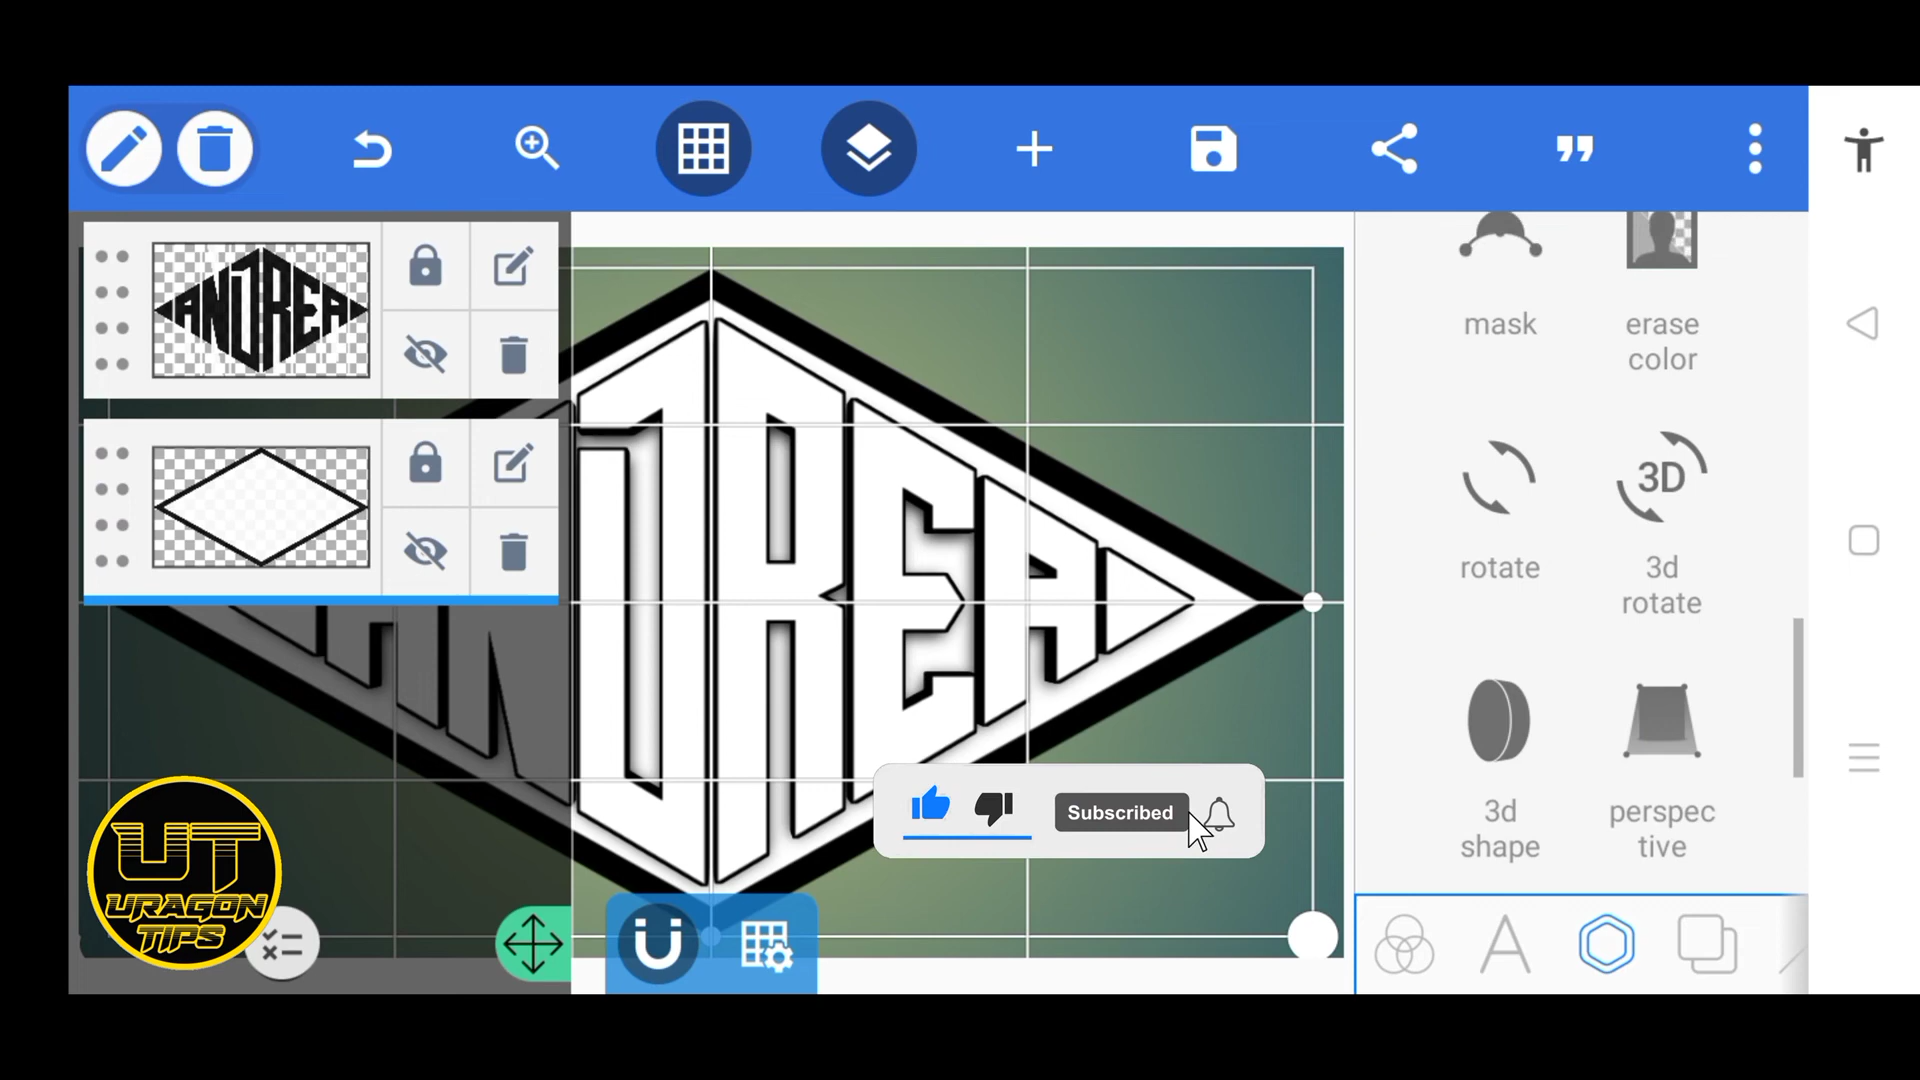 ANDREA
ANDREA
mask
erase
color
rotate
3D
3d
rotate
3d
shape
perspec
tive
Subscribed
UT
URAGON
TIPS